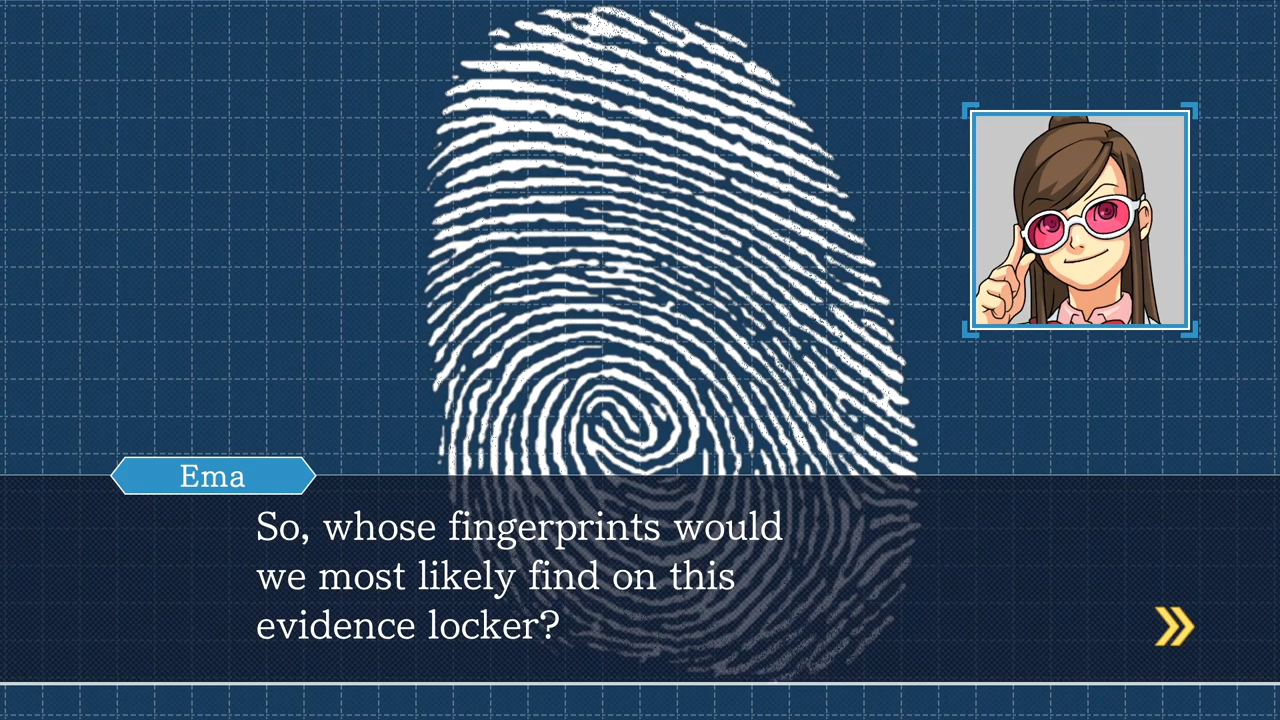 Ema
So, whose fingerprints would
we most likely find on this
evidence locker?